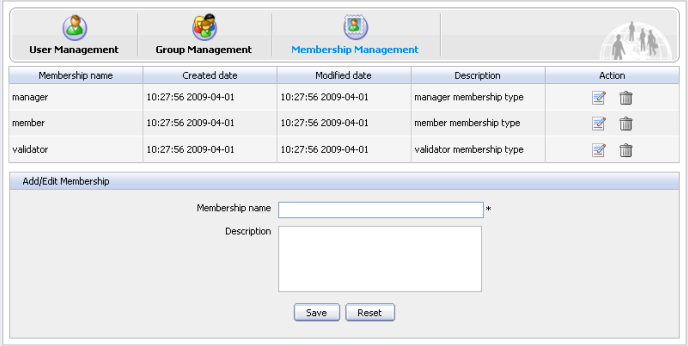 User Management Group Management Membership Management
Membership name Created date Modified date Description Action
manager 10:27:56 2009-04-01 10:27:56 2009-04-01 manager membership type
member 10:27:56 2009-04-01 10:27:56 2009-04-01 member membership type
validator 10:27:56 2009-04-01 10:27:56 2009-04-01 validator membership type
Add/Edit Membership
Membership name *
Description
Save Reset